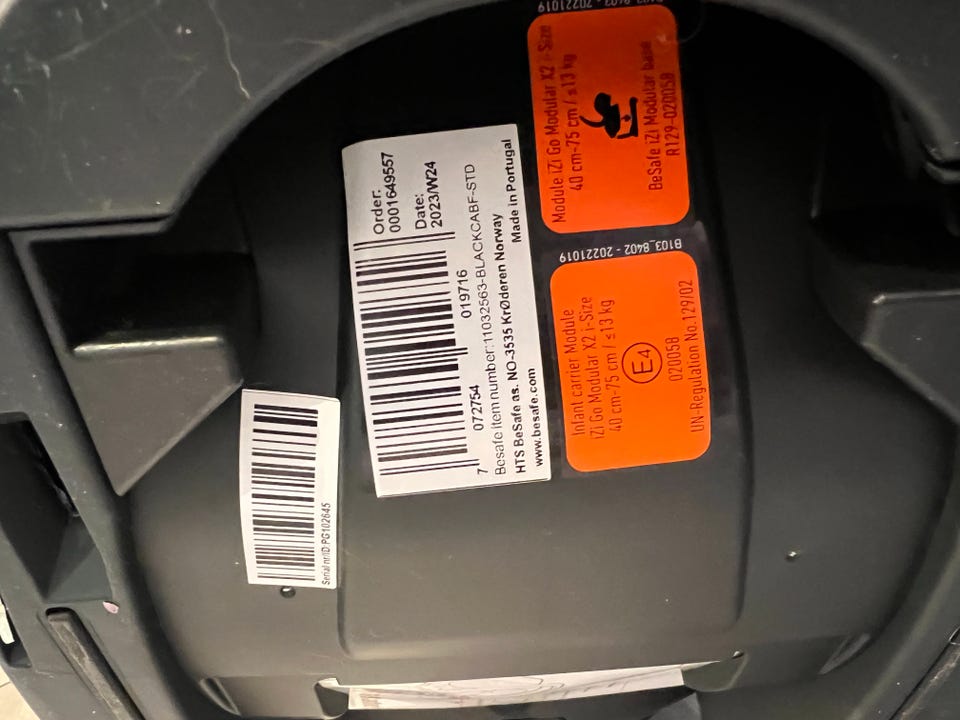 Serial nr/ID:PG102645
Order:
0001649557
Date:
2023/W24
7 072754 019716
Besafe item number:11032563-BLACKCABF-STD
HTS BeSafe as. NO-3535 KrØderen Norway
www.besafe.com Made in Portugal
B103_8402 - 20221019
Module iZi Go Modular X2 i-Size
40 cm-75 cm / ≤13 kg
BeSafe iZi Modular base
R129-020058
B103_8402 - 20221019
Infant carrier Module
iZi Go Modular X2 i-Size
40 cm-75 cm / ≤13 kg
E4
020058
UN-Regulation No.129/02